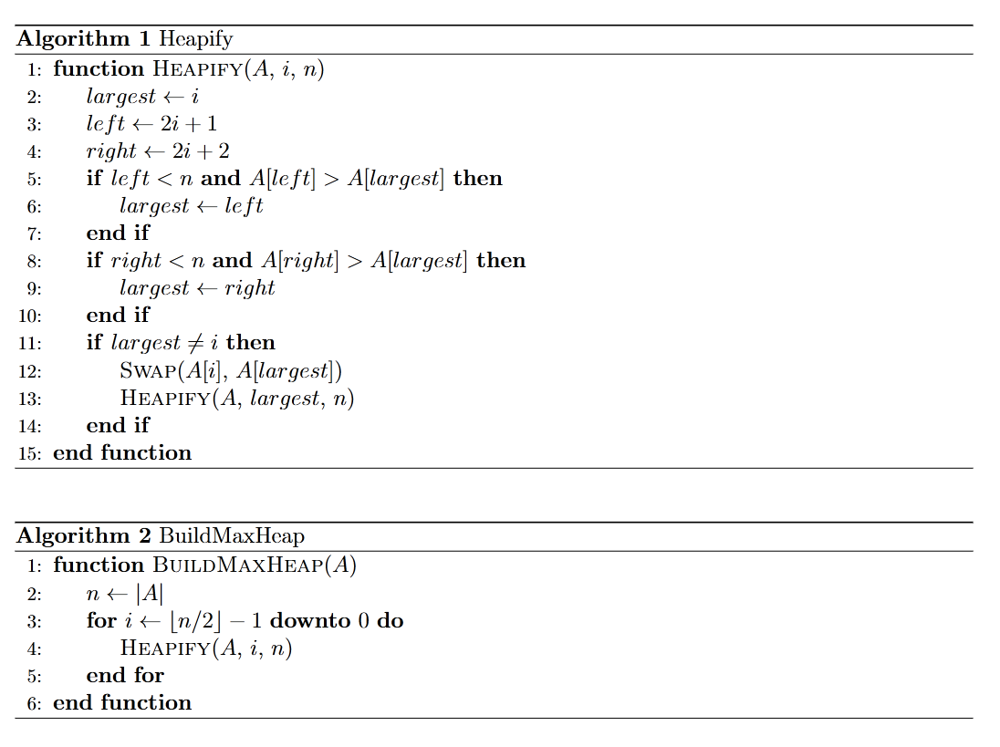 Algorithm 1 Heapify
1: function HEAPIFY(A, i, n)
2: largest ← i
3: left ← 2i + 1
4: right ← 2i + 2
5: if left < n and A[left] > A[largest] then
6: largest ← left
7: end if
8: if right < n and A[right] > A[largest] then
9: largest ← right
10: end if
11: if largest ≠ i then
12: SWAP(A[i], A[largest])
13: HEAPIFY(A, largest, n)
14: end if
15: end function
Algorithm 2 BuildMaxHeap
1: function BUILDMAXHEAP(A)
2: n ← |A|
3: for i ← ⌊n/2⌋ − 1 downto 0 do
4: HEAPIFY(A, i, n)
5: end for
6: end function